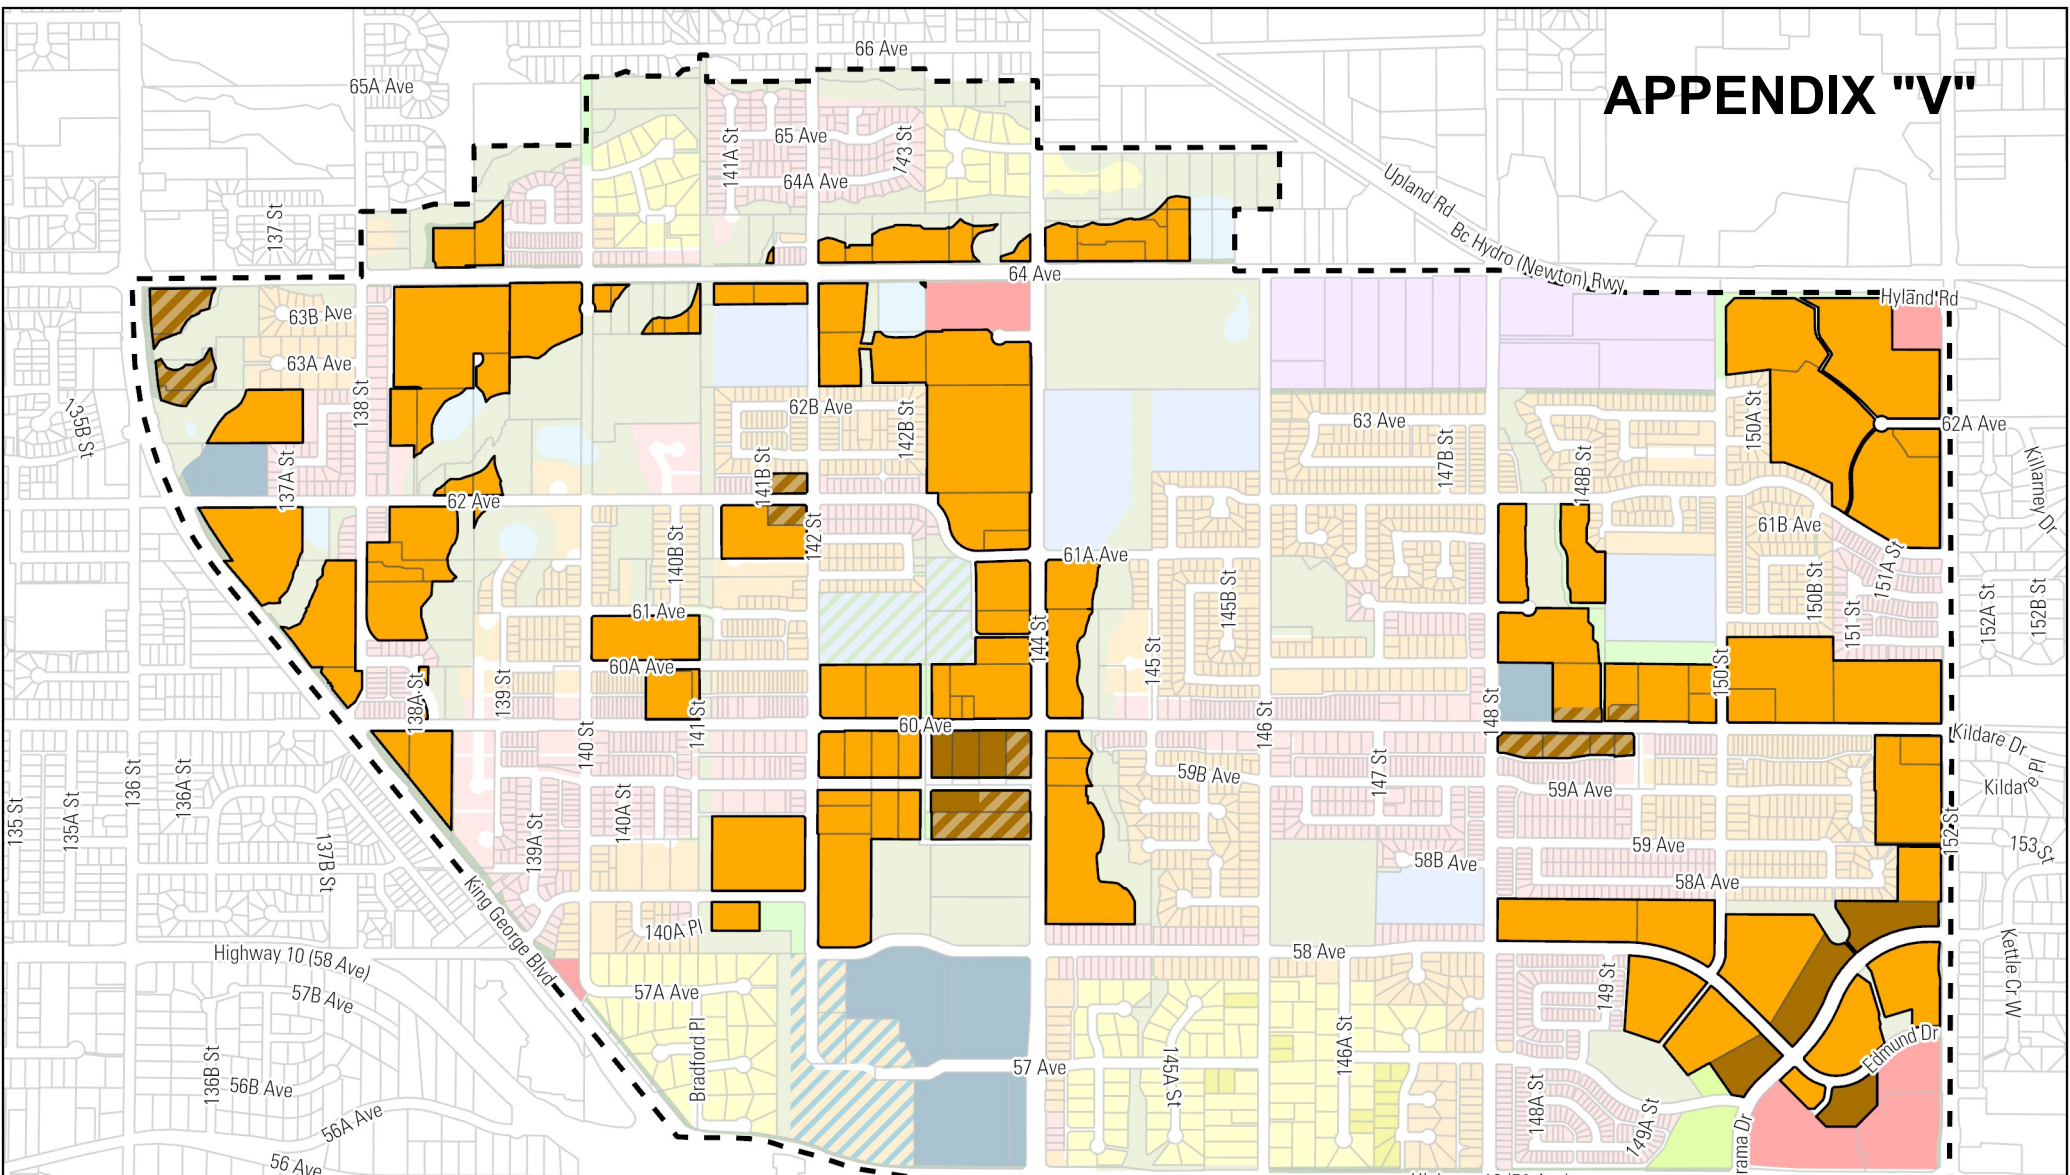 66 Ave
65A Ave
APPENDIX "V"
65 Ave
141A St
143 St
64A Ave
Upland Rd
137 St
Bc Hydro (Newton) Rwy
64 Ave
Hyland Rd
63B Ave
63A Ave
138 St
135B St
62B Ave
142B St
63 Ave
147B St
150A St
62A Ave
Killarney Dr
137A St
141B St
148B St
62 Ave
142 St
61B Ave
140B St
61A Ave
151A St
145B St
150B St
152A St
152B St
61 Ave
151 St
144 St
145 St
60A Ave
139 St
138A St
150 St
148 St
141 St
60 Ave
146 St
140 St
Kildare Dr
136 St
136A St
59B Ave
147 St
Kildare Pl
135 St
135A St
140A St
59A Ave
152 St
137B St
139A St
59 Ave
153 St
58B Ave
58A Ave
King George Blvd
140A Pl
58 Ave
Highway 10 (58 Ave)
Kettle Cr W
57B Ave
57A Ave
149 St
Bradford Pl
146A St
145A St
57 Ave
Edmund Dr
136B St
56B Ave
148A St
149A St
56A Ave
rama Dr
56 Ave